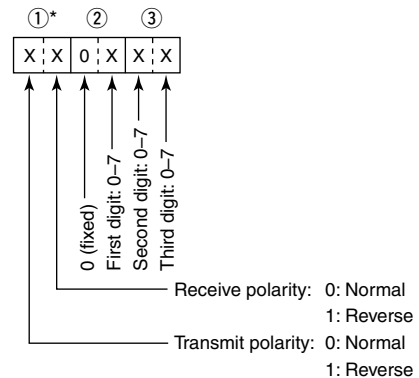 ①* ② ③
X X 0 X X X
0 (fixed)
First digit: 0–7
Second digit: 0–7
Third digit: 0–7
Receive polarity: 0: Normal
1: Reverse
Transmit polarity: 0: Normal
1: Reverse